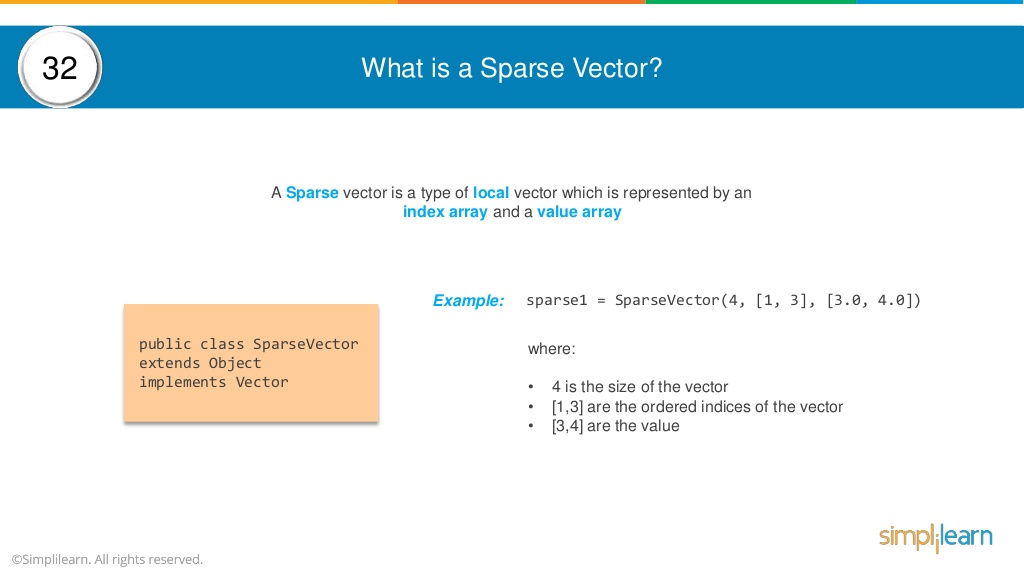 32
What is a Sparse Vector?
A Sparse vector is a type of local vector which is represented by an
index array and a value array
Example: sparse1 = SparseVector(4, [1, 3], [3.0, 4.0])
public class SparseVector
extends Object
implements Vector
where:
• 4 is the size of the vector
• [1,3] are the ordered indices of the vector
• [3,4] are the value
simplilearn
©Simplilearn. All rights reserved.